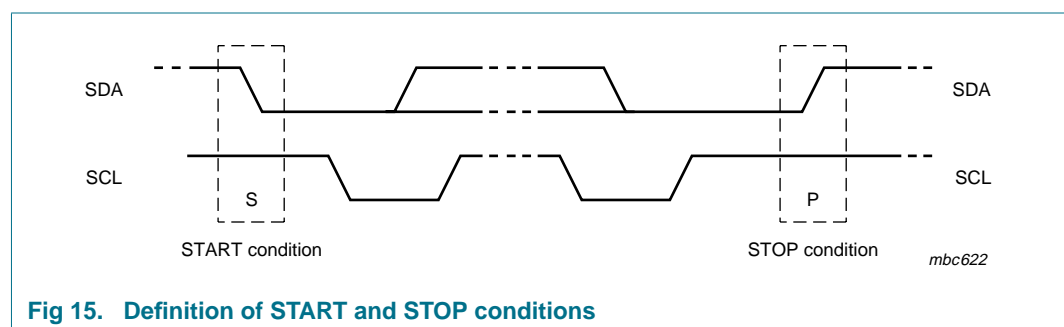 SDA
SDA
SCL
SCL
S
P
START condition
STOP condition
mbc622
Fig 15. Definition of START and STOP conditions